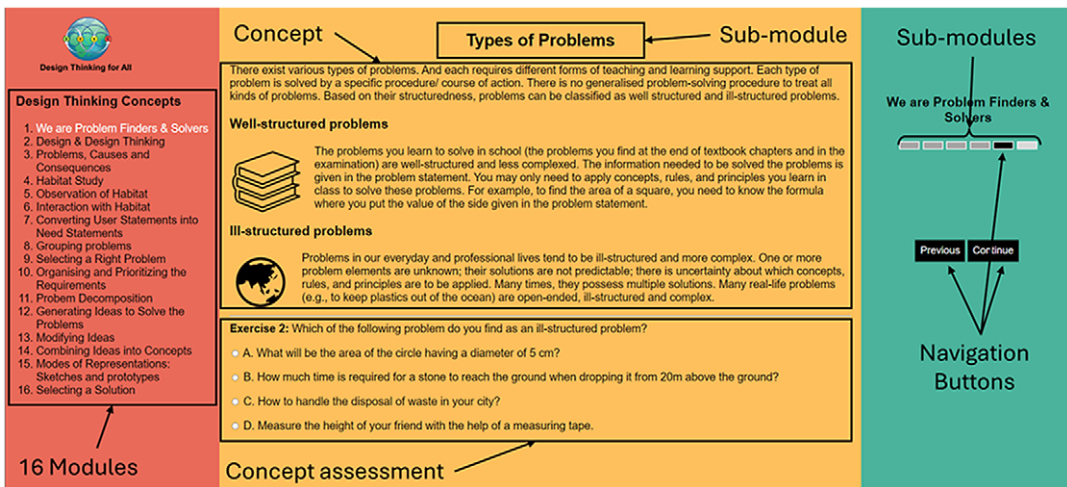 Design Thinking for All
Design Thinking Concepts
1. We are Problem Finders & Solvers
2. Design & Design Thinking
3. Problems, Causes and
Consequences
4. Habitat Study
5. Observation of Habitat
6. Interaction with Habitat
7. Converting User Statements into
Need Statements
8. Grouping problems
9. Selecting a Right Problem
10. Organising and Prioritizing the
Requirements
11. Probem Decomposition
12. Generating Ideas to Solve the
Problems
13. Modifying Ideas
14. Combining Ideas into Concepts
15. Modes of Representations:
Sketches and prototypes
16. Selecting a Solution
16 Modules
Concept
Types of Problems
Sub-module
There exist various types of problems. And each requires different forms of teaching and learning support. Each type of
problem is solved by a specific procedure/ course of action. There is no generalised problem-solving procedure to treat all
kinds of problems. Based on their structuredness, problems can be classified as well structured and ill-structured problems.
Well-structured problems
The problems you learn to solve in school (the problems you find at the end of textbook chapters and in the
examination) are well-structured and less complexed. The information needed to be solved the problems is
given in the problem statement. You may only need to apply concepts, rules, and principles you learn in
class to solve these problems. For example, to find the area of a square, you need to know the formula
where you put the value of the side given in the problem statement.
Ill-structured problems
Problems in our everyday and professional lives tend to be ill-structured and more complex. One or more
problem elements are unknown; their solutions are not predictable; there is uncertainty about which concepts,
rules, and principles are to be applied. Many times, they possess multiple solutions. Many real-life problems
(e.g., to keep plastics out of the ocean) are open-ended, ill-structured and complex.
Exercise 2: Which of the following problem do you find as an ill-structured problem?
A. What will be the area of the circle having a diameter of 5 cm?
B. How much time is required for a stone to reach the ground when dropping it from 20m above the ground?
C. How to handle the disposal of waste in your city?
D. Measure the height of your friend with the help of a measuring tape.
Concept assessment
Sub-modules
We are Problem Finders &
Solvers
Previous
Continue
Navigation
Buttons